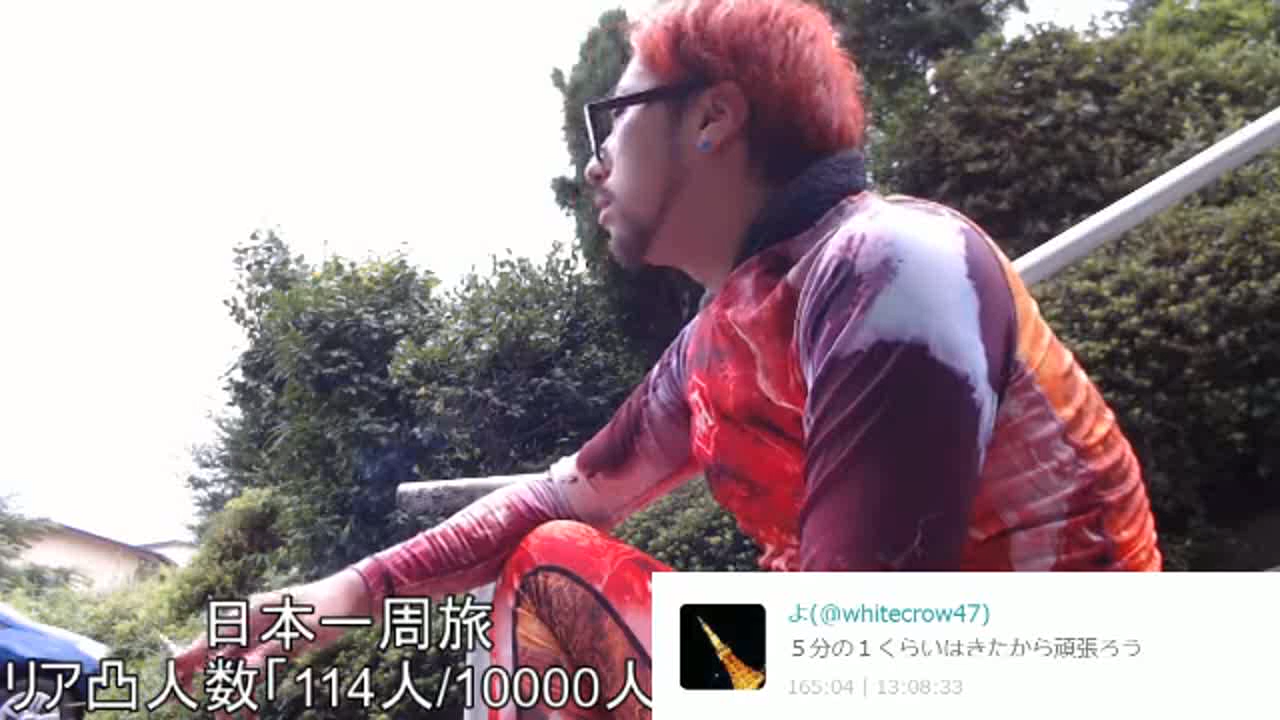 日本一周旅
リア凸人数「114人/10000人
よ(@whitecrow47)
５分の１くらいはきたから頑張ろう
165:04 | 13:08:33